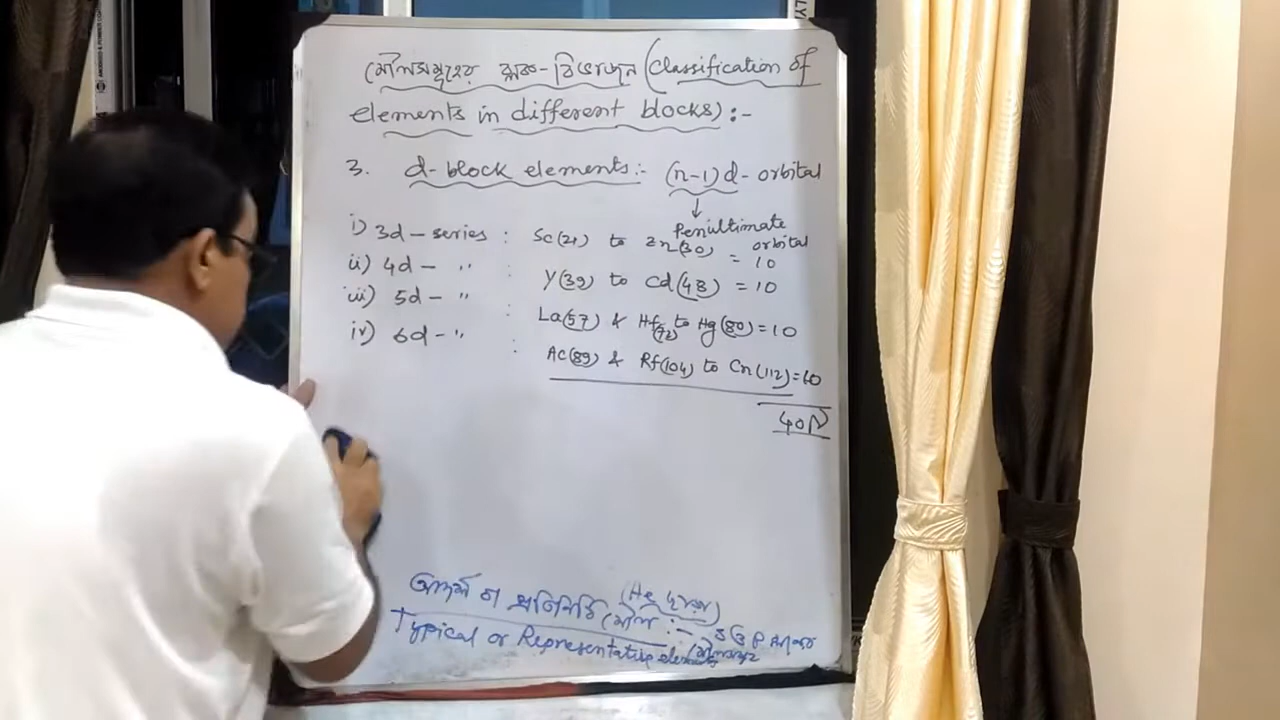 মৌলসমূহের ব্লক-বিভাজন (Classification of
elements in different blocks) :-
3. d-block elements:- (n-1)d- orbital
↓
Penultimate
orbital
i) 3d - series : Sc(21) to Zn(30) = 10
ii) 4d - " : Y(39) to Cd(48) = 10
iii) 5d - " : La(57) & Hf(72) to Hg(80) = 10
iv) 6d - " : Ac(89) & Rf(104) to Cn(112) = 10
আদর্শ বা প্রতিনিধি মৌল :-
Typical or Representative elements